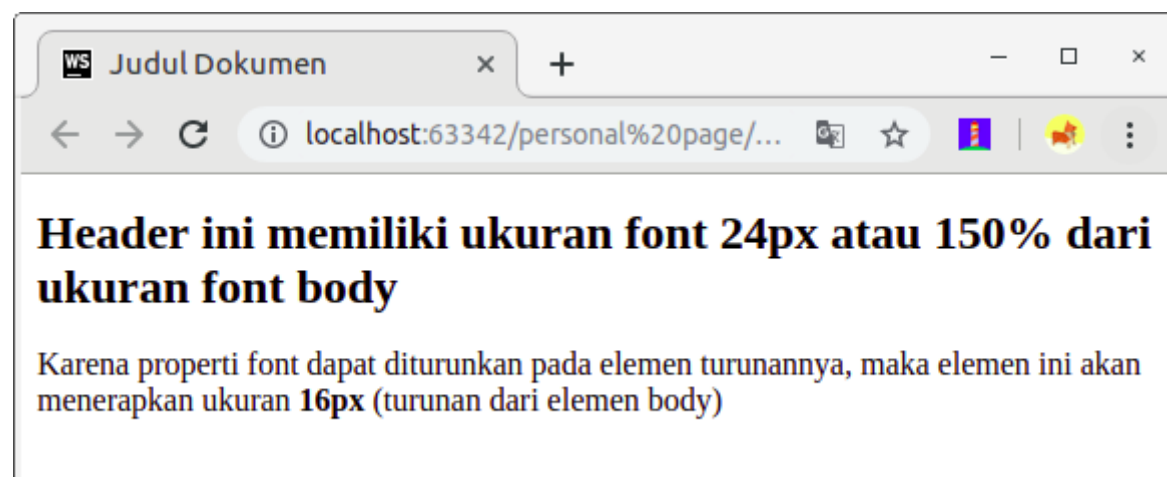 WS Judul Dokumen
localhost:63342/personal%20page/...
Header ini memiliki ukuran font 24px atau 150% dari
ukuran font body
Karena properti font dapat diturunkan pada elemen turunannya, maka elemen ini akan
menerapkan ukuran 16px (turunan dari elemen body)